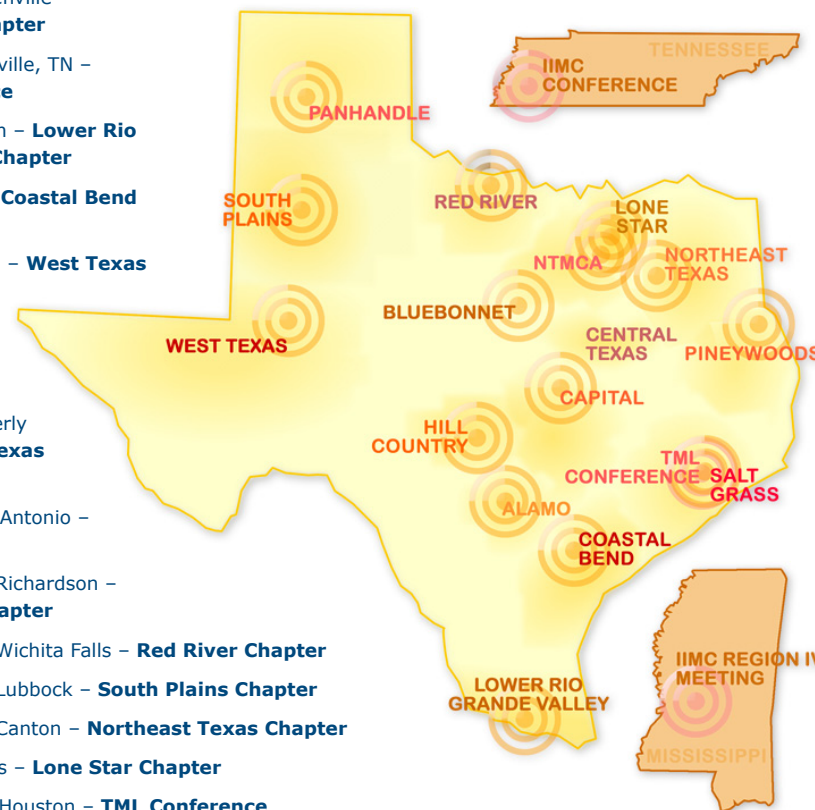 enville
apter
ville, TN –
ce
n – Lower Rio
Chapter
Coastal Bend
– West Texas
erly
exas
Antonio –
Richardson –
apter
Wichita Falls – Red River Chapter
Lubbock – South Plains Chapter
Canton – Northeast Texas Chapter
s – Lone Star Chapter
Houston – TML Conference
TENNESSEE
IIMC
CONFERENCE
PANHANDLE
SOUTH
PLAINS
RED RIVER
LONE
STAR
NTMCA
NORTHEAST
TEXAS
BLUEBONNET
WEST TEXAS
CENTRAL
TEXAS
PINEYWOODS
CAPITAL
HILL
COUNTRY
TML
CONFERENCE
SALT
GRASS
ALAMO
COASTAL
BEND
LOWER RIO
GRANDE VALLEY
IIMC REGION IV
MEETING
MISSISSIPPI